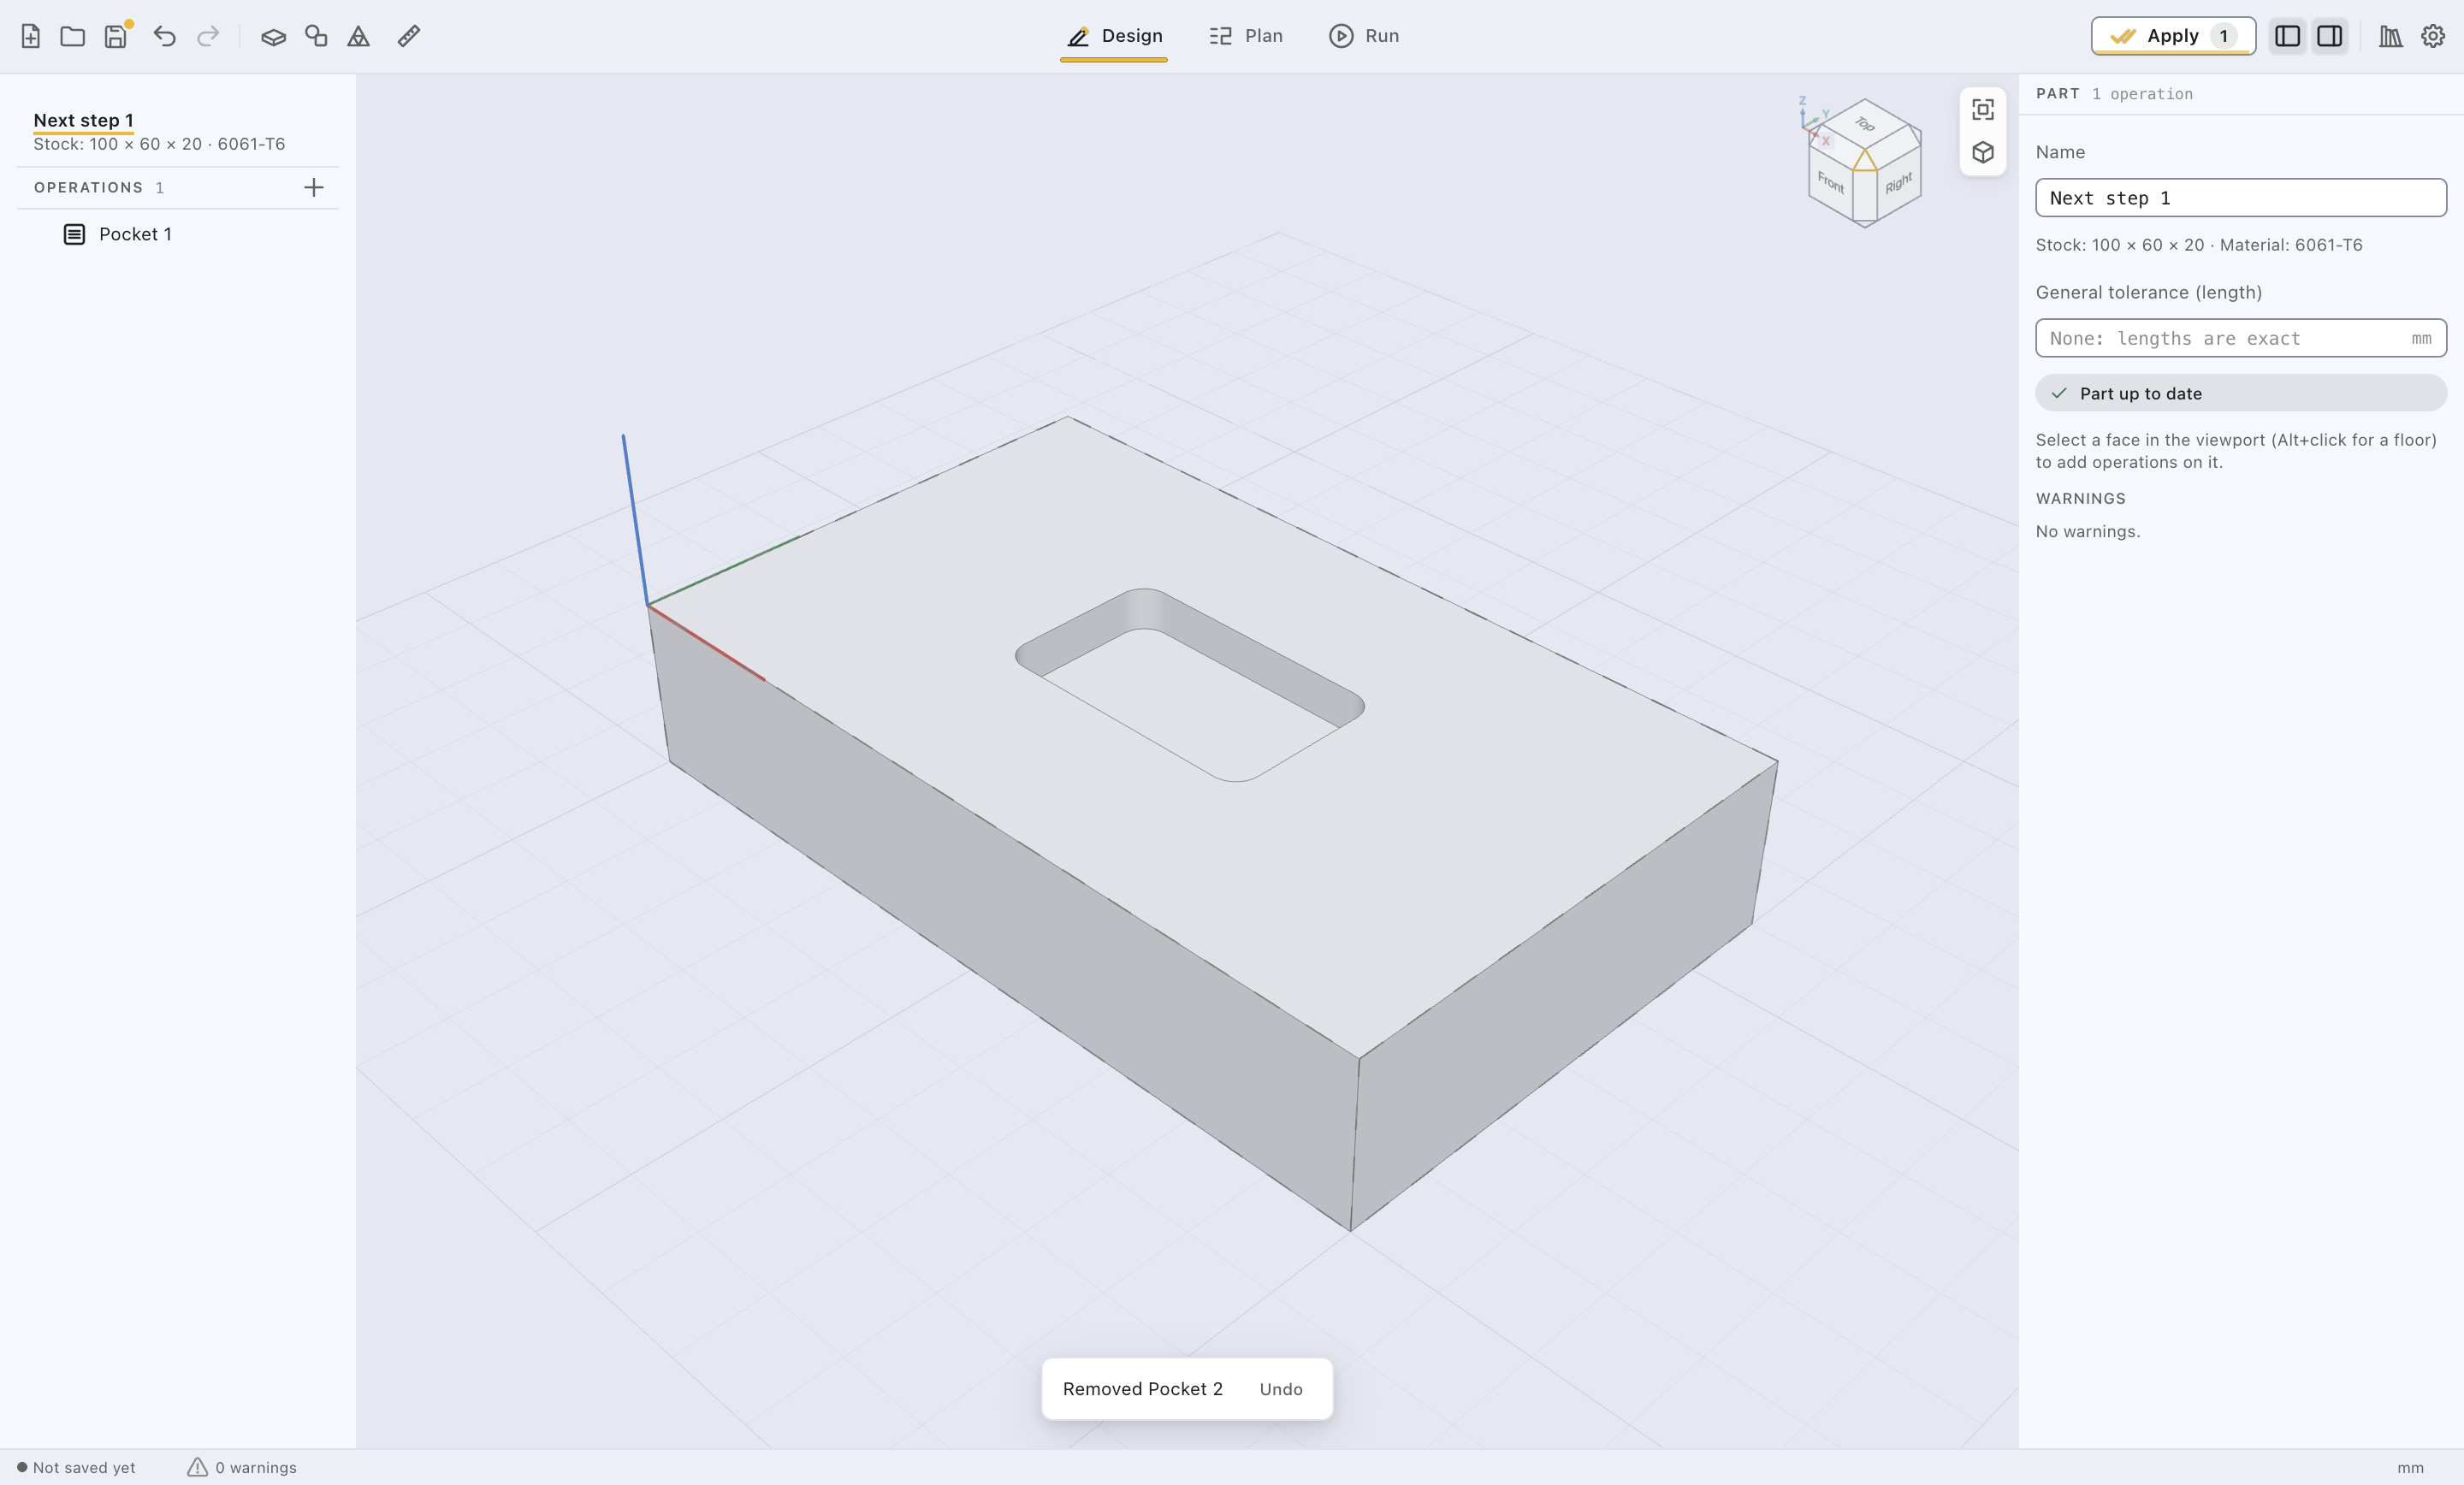 Design
Plan
Run
Apply 1
Next step 1
Stock: 100 × 60 × 20 · 6061-T6
OPERATIONS 1
Pocket 1
Z
Y
X
Top
Front
Right
PART 1 operation
Name
Next step 1
Stock: 100 × 60 × 20 · Material: 6061-T6
General tolerance (length)
None: lengths are exact mm
Part up to date
Select a face in the viewport (Alt+click for a floor)
to add operations on it.
WARNINGS
No warnings.
Removed Pocket 2 Undo
Not saved yet
0 warnings
mm